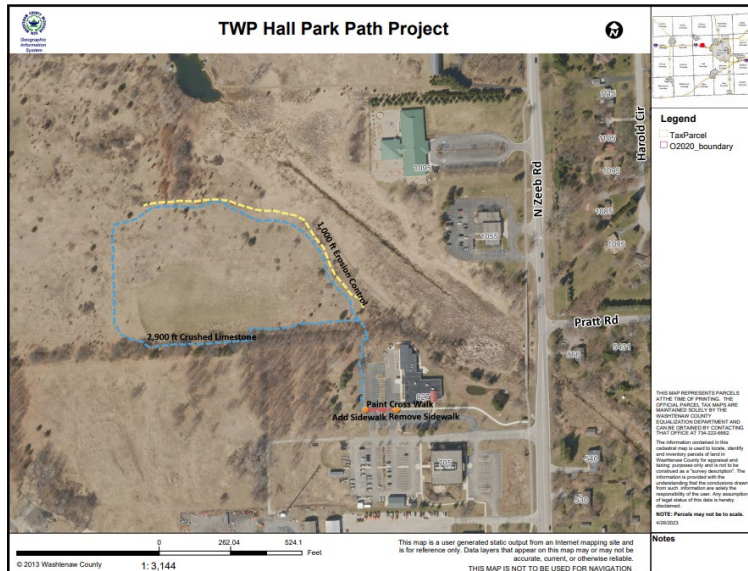 TWP Hall Park Path Project
Geographic
Information
System
N
Legend
TaxParcel
O2020_boundary
1115
1105
1095
1095
1085
1055
1,000 ft Erosion Control
2,900 ft Crushed Limestone
N Zeeb Rd
Harold Cir
Pratt Rd
Paint Cross Walk
Add Sidewalk Remove Sidewalk
827
705
5431
540
530
THIS MAP REPRESENTS PARCELS
AT THE TIME OF PRINTING. THE
OFFICIAL PARCEL TAX MAPS ARE
MAINTAINED SOLELY BY THE
WASHTENAW COUNTY
EQUALIZATION DEPARTMENT AND
CAN BE OBTAINED BY CONTACTING
THAT OFFICE AT 734-222-6662.
The information contained in this
cadastral map is used to locate, identify
and inventory parcels of land in
Washtenaw County for appraisal and
taxing purposes only and is not to be
construed as a "survey description". The
information is provided with the
understanding that the conclusions drawn
from such information are solely the
responsibility of the user. Any assumption
of legal status of this data is hereby
disclaimed.
NOTE: Parcels may not be to scale.
4/26/2023
Notes
0 262.04 524.1
Feet
© 2013 Washtenaw County
1: 3,144
This map is a user generated static output from an Internet mapping site and
is for reference only. Data layers that appear on this map may or may not be
accurate, current, or otherwise reliable.
THIS MAP IS NOT TO BE USED FOR NAVIGATION